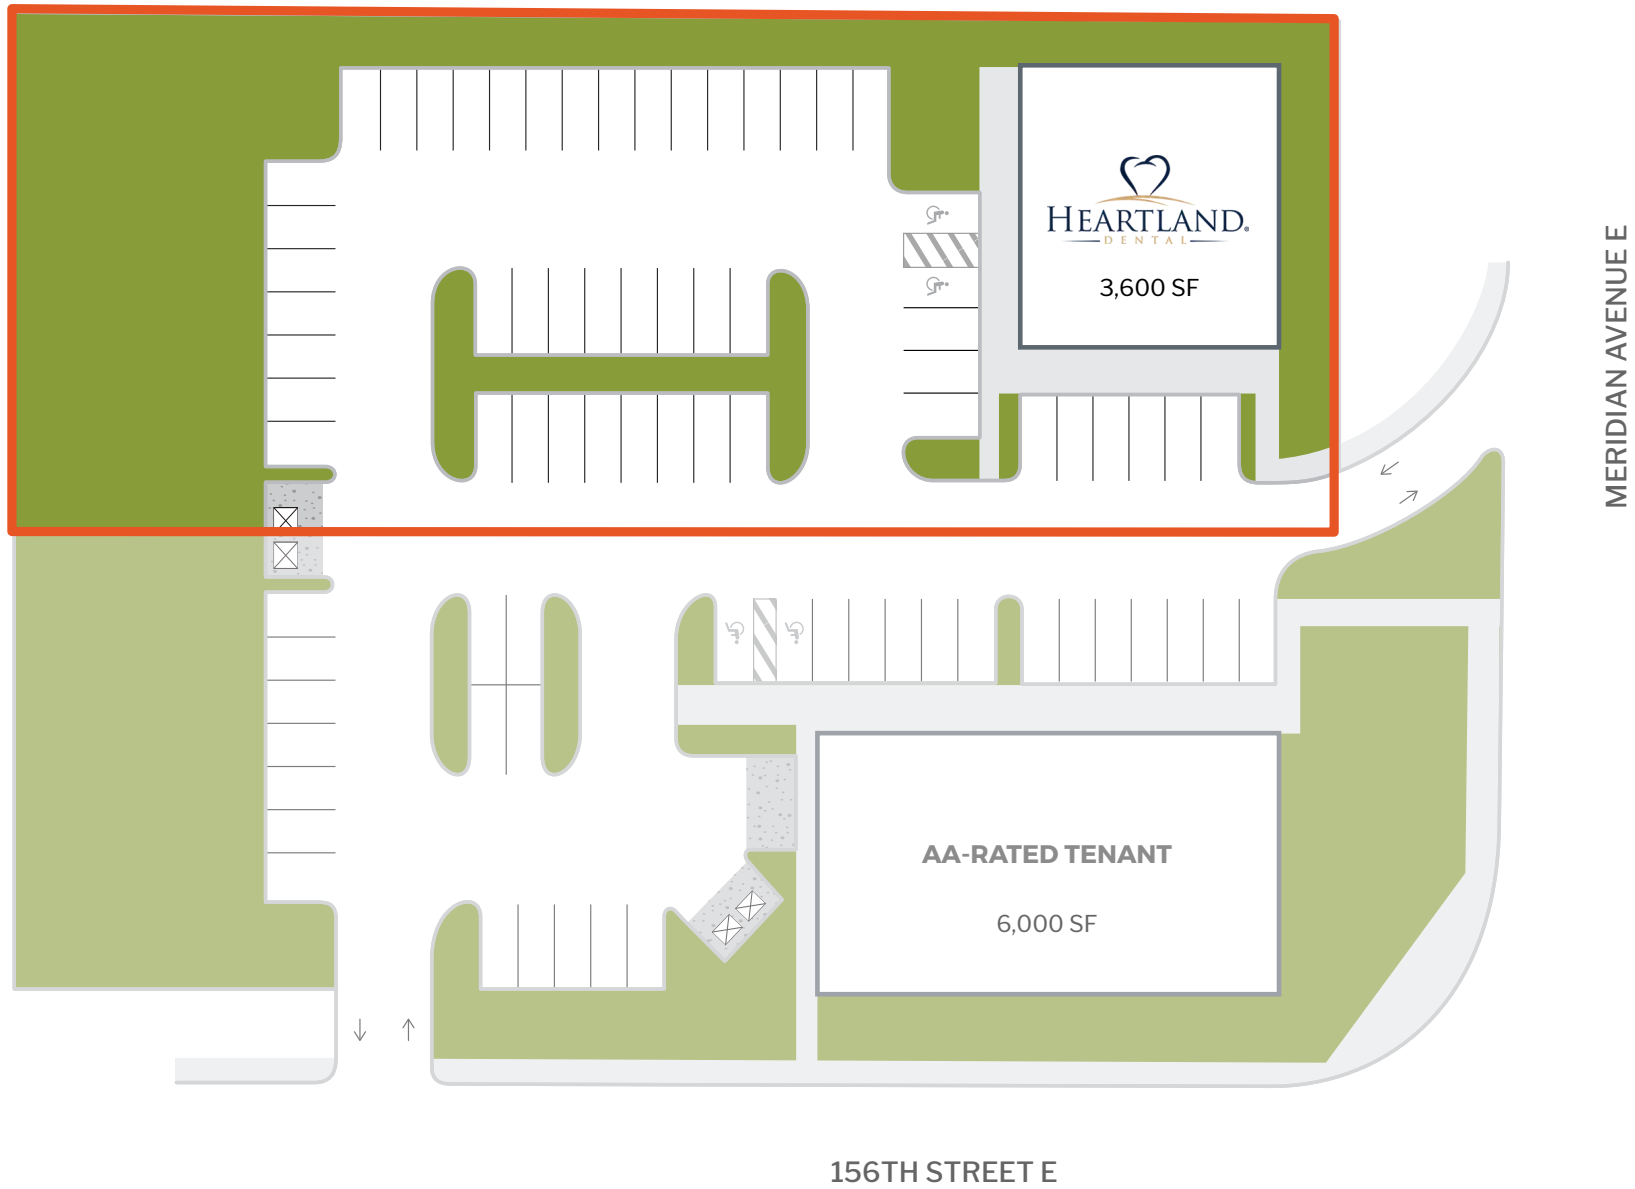 HEARTLAND®
DENTAL
3,600 SF
MERIDIAN AVENUE E
AA-RATED TENANT
6,000 SF
156TH STREET E